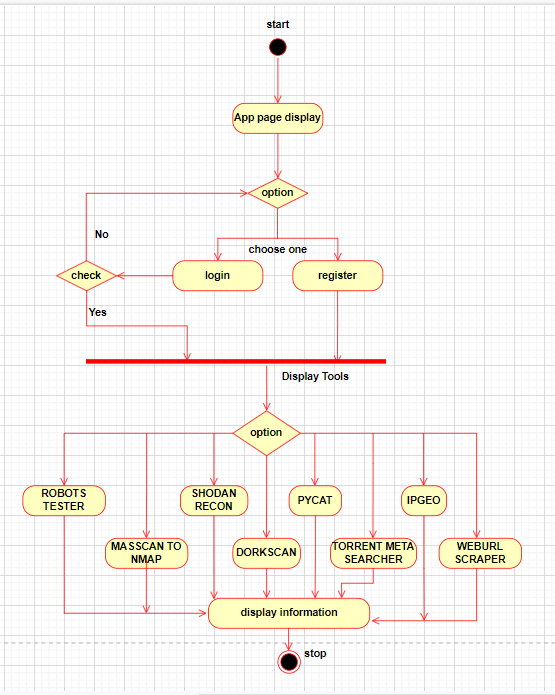 start
App page display
option
No
choose one
check
login
register
Yes
Display Tools
option
ROBOTS
TESTER
SHODAN
RECON
PYCAT
IPGEO
MASSCAN TO
NMAP
DORKSCAN
TORRENT META
SEARCHER
WEBURL
SCRAPER
display information
stop